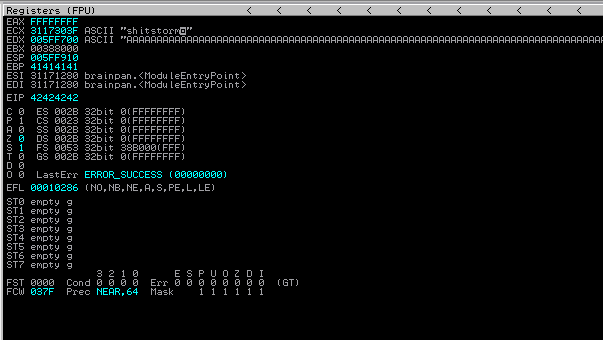 Registers (FPU) < < < < < < < < < < < <
EAX FFFFFFFF
ECX 3117303F ASCII "shitstorm"
EDX 005FF700 ASCII "AAAAAAAAAAAAAAAAAAAAAAAAAAAAAAAAAAAAAAAAAAAAAAAAAAAAAAAAAAAAAAAAAAAAAAAAAAAA
EBX 00388000
ESP 005FF910
EBP 41414141
ESI 31171280 brainpan.<ModuleEntryPoint>
EDI 31171280 brainpan.<ModuleEntryPoint>
EIP 42424242
C 0 ES 002B 32bit 0(FFFFFFFF)
P 1 CS 0023 32bit 0(FFFFFFFF)
A 0 SS 002B 32bit 0(FFFFFFFF)
Z 0 DS 002B 32bit 0(FFFFFFFF)
S 1 FS 0053 32bit 38B000(FFF)
T 0 GS 002B 32bit 0(FFFFFFFF)
D 0
O 0 LastErr ERROR_SUCCESS (00000000)
EFL 00010286 (NO,NB,NE,A,S,PE,L,LE)
ST0 empty g
ST1 empty g
ST2 empty g
ST3 empty g
ST4 empty g
ST5 empty g
ST6 empty g
ST7 empty g
3 2 1 0 E S P U O Z D I
FST 0000 Cond 0 0 0 0 Err 0 0 0 0 0 0 0 0 (GT)
FCW 037F Prec NEAR,64 Mask 1 1 1 1 1 1